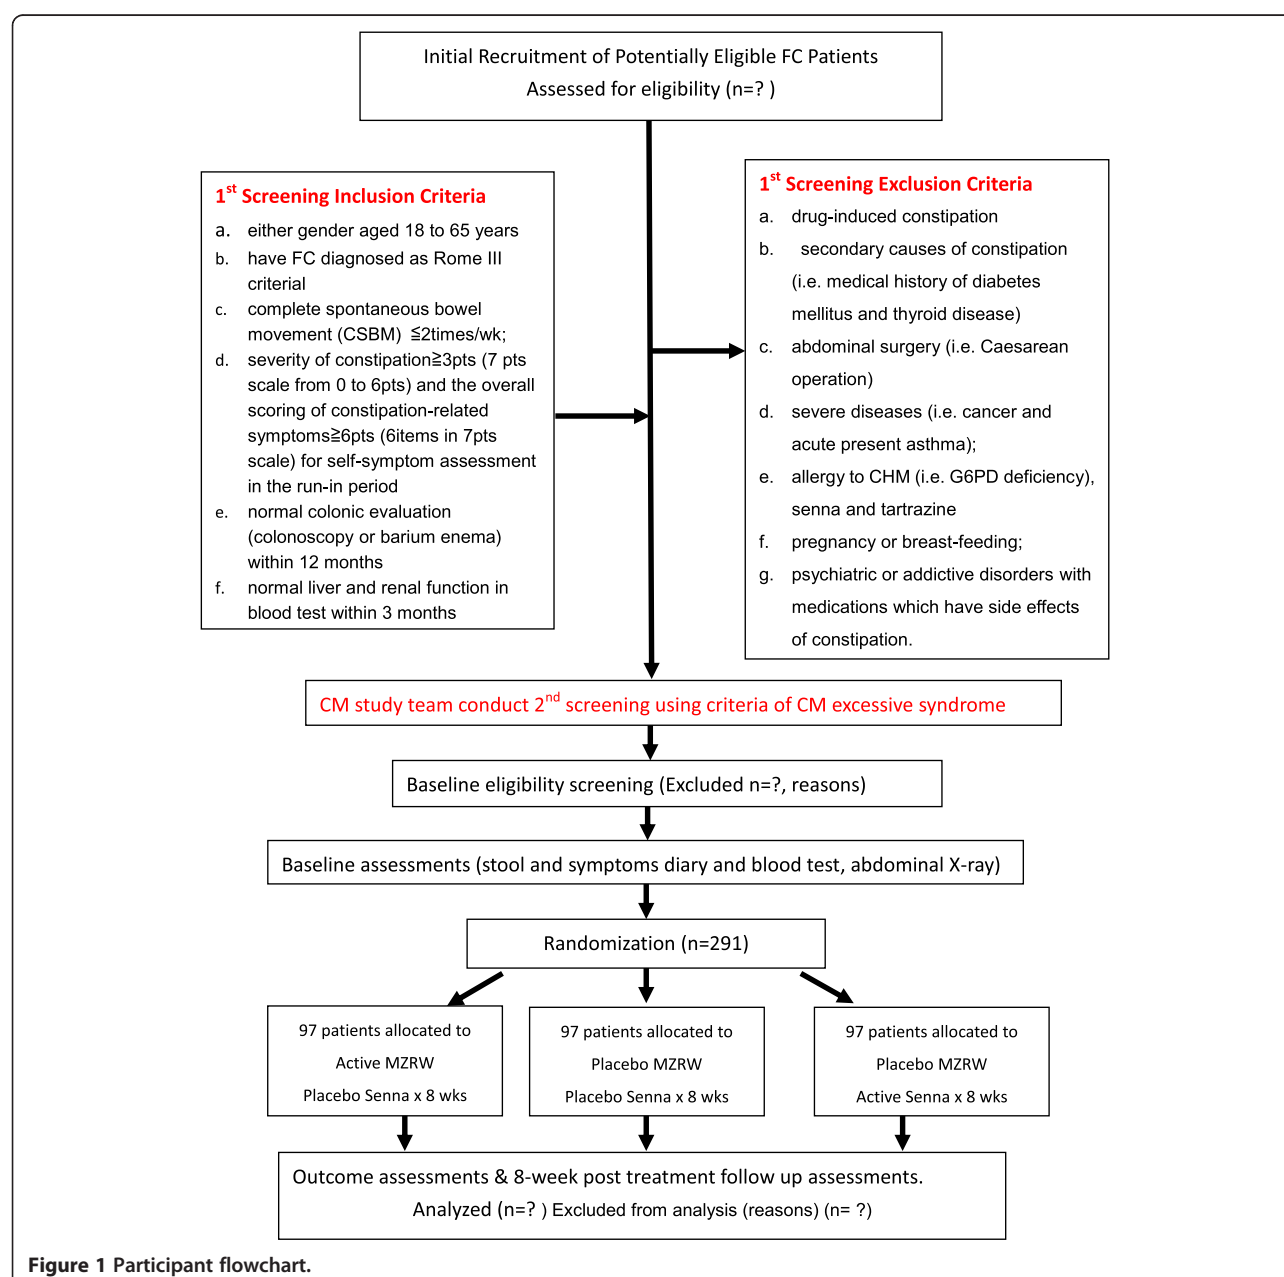 Initial Recruitment of Potentially Eligible FC Patients
Assessed for eligibility (n=? )
1st Screening Inclusion Criteria
a. either gender aged 18 to 65 years
b. have FC diagnosed as Rome III
criterial
c. complete spontaneous bowel
movement (CSBM) ≦2times/wk;
d. severity of constipation≧3pts (7 pts
scale from 0 to 6pts) and the overall
scoring of constipation-related
symptoms≧6pts (6items in 7pts
scale) for self-symptom assessment
in the run-in period
e. normal colonic evaluation
(colonoscopy or barium enema)
within 12 months
f. normal liver and renal function in
blood test within 3 months
1st Screening Exclusion Criteria
a. drug-induced constipation
b. secondary causes of constipation
(i.e. medical history of diabetes
mellitus and thyroid disease)
c. abdominal surgery (i.e. Caesarean
operation)
d. severe diseases (i.e. cancer and
acute present asthma);
e. allergy to CHM (i.e. G6PD deficiency),
senna and tartrazine
f. pregnancy or breast-feeding;
g. psychiatric or addictive disorders with
medications which have side effects
of constipation.
CM study team conduct 2nd screening using criteria of CM excessive syndrome
Baseline eligibility screening (Excluded n=?, reasons)
Baseline assessments (stool and symptoms diary and blood test, abdominal X-ray)
Randomization (n=291)
97 patients allocated to
Active MZRW
Placebo Senna x 8 wks
97 patients allocated to
Placebo MZRW
Placebo Senna x 8 wks
97 patients allocated to
Placebo MZRW
Active Senna x 8 wks
Outcome assessments & 8-week post treatment follow up assessments.
Analyzed (n=? ) Excluded from analysis (reasons) (n= ?)
Figure 1 Participant flowchart.